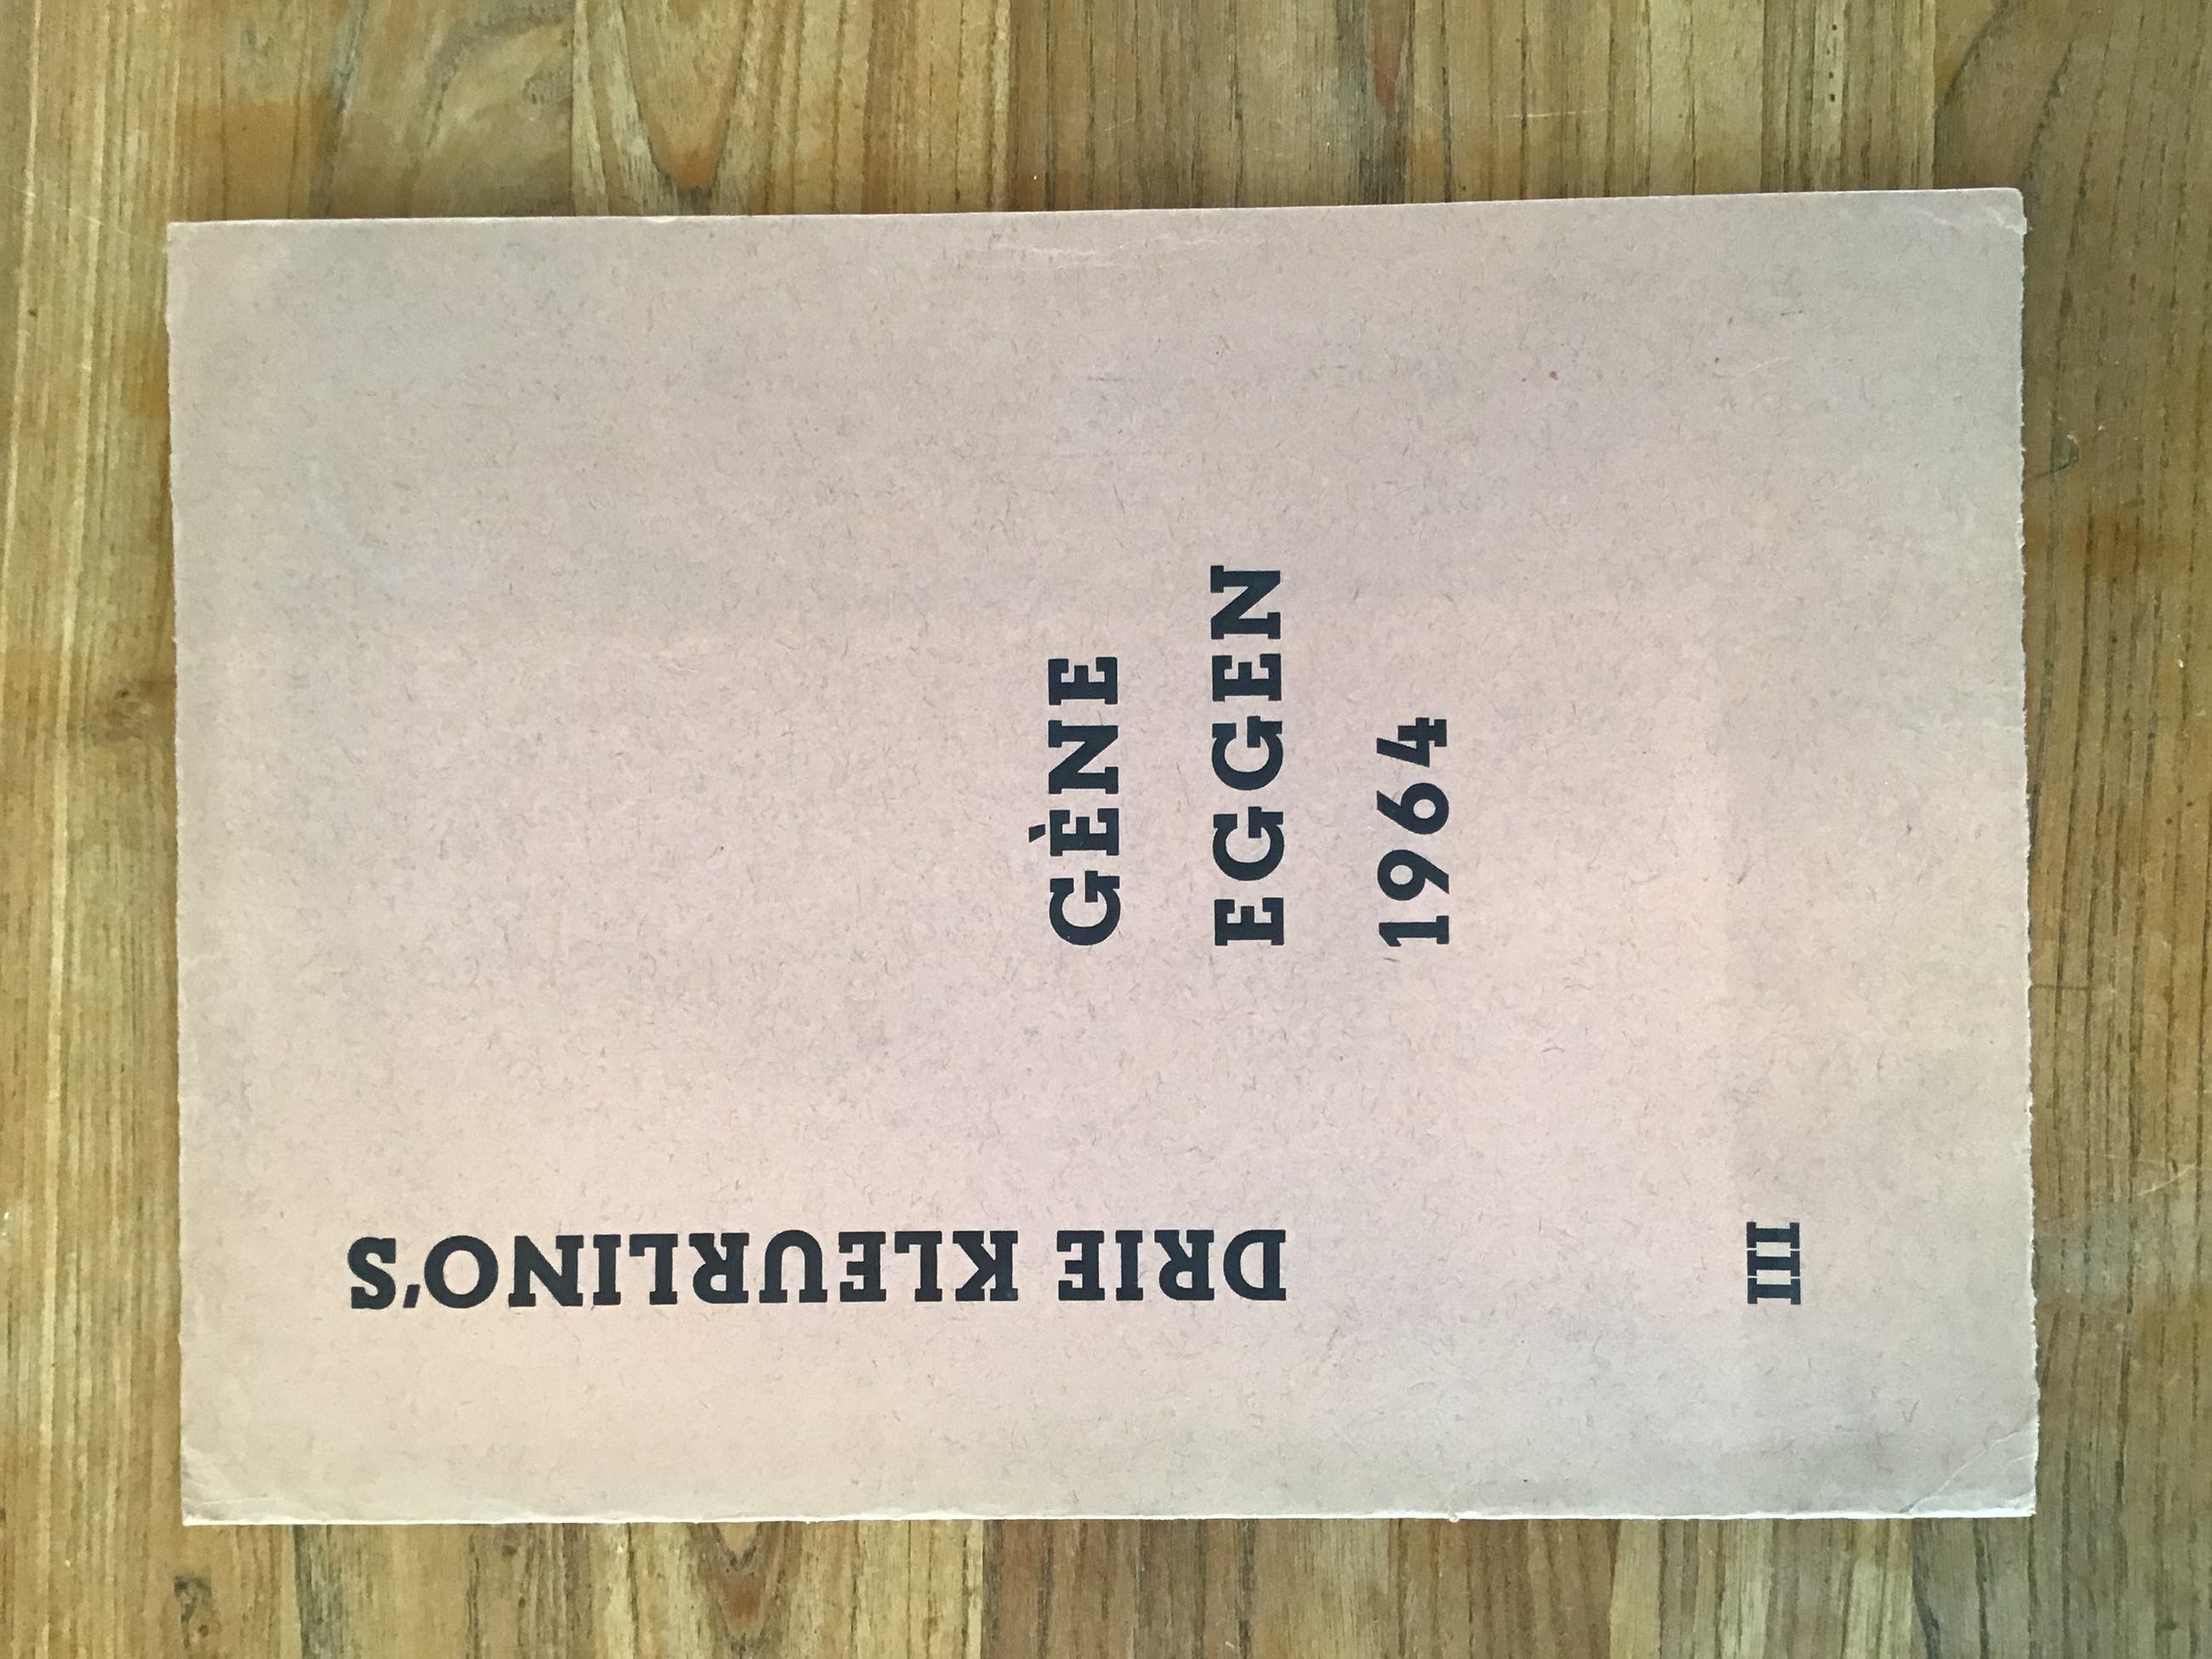 GÈNE
EGGEN
1964
DRIE KLEURLINO'S
III